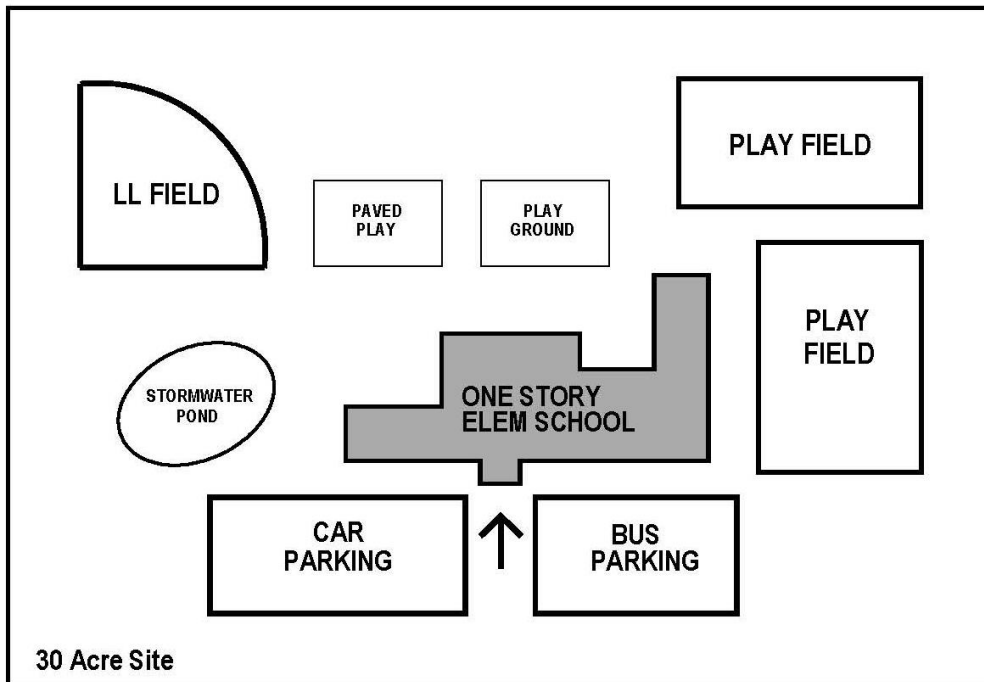 LL FIELD
PLAY FIELD
PAVED
PLAY
PLAY
GROUND
PLAY
FIELD
STORMWATER
POND
ONE STORY
ELEM SCHOOL
CAR
PARKING
BUS
PARKING
30 Acre Site